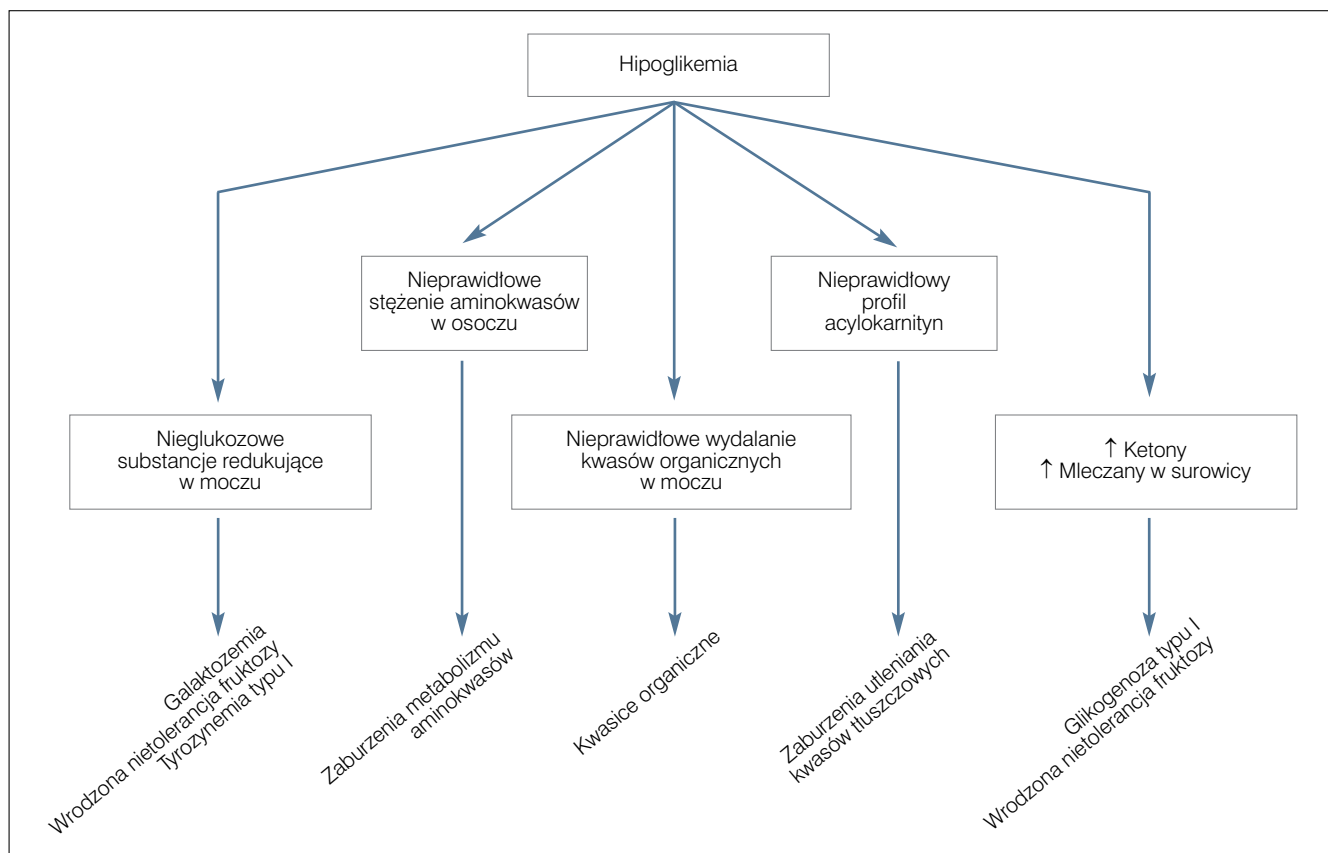 Hipoglikemia
Nieprawidłowe
stężenie aminokwasów
w osoczu
Nieprawidłowy
profil
acylokarnityn
Nieglukozowe
substancje redukujące
w moczu
Nieprawidłowe wydalanie
kwasów organicznych
w moczu
↑ Ketony
↑ Mleczany w surowicy
Galaktozemia
Wrodzona nietolerancja fruktozy
Tyrozynemia typu I
Zaburzenia metabolizmu
aminokwasów
Kwasice organiczne
Zaburzenia utleniania
kwasów tłuszczowych
Glikogenoza typu I
Wrodzona nietolerancja fruktozy